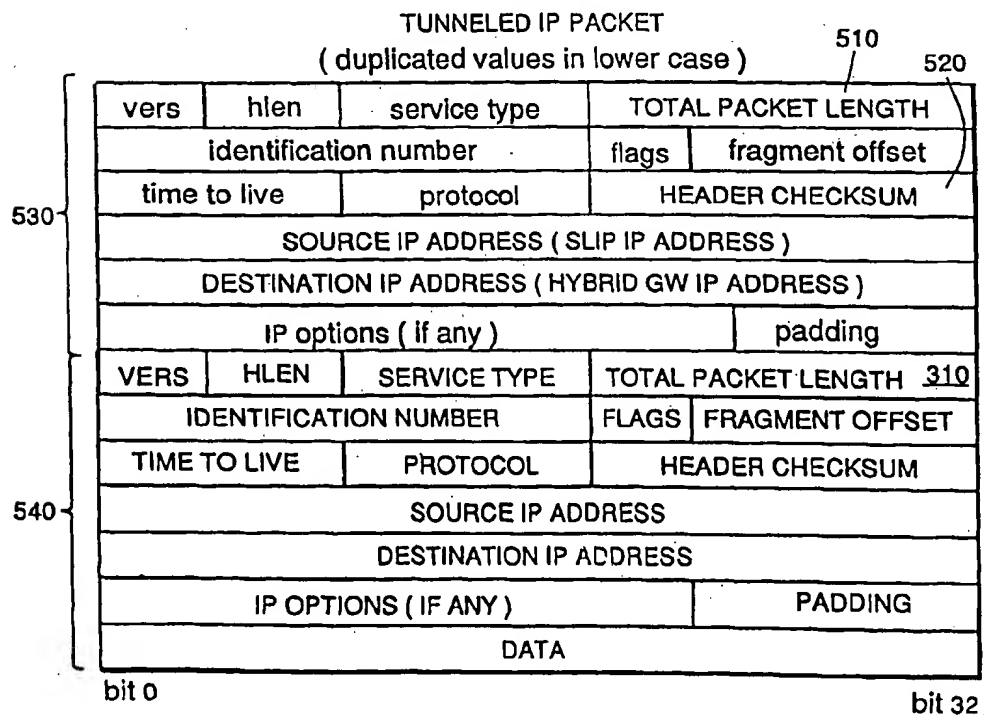 TUNNELED IP PACKET
( duplicated values in lower case )
510
520
vers hlen service type TOTAL PACKET LENGTH
identification number flags fragment offset
time to live protocol HEADER CHECKSUM
530
SOURCE IP ADDRESS ( SLIP IP ADDRESS )
DESTINATION IP ADDRESS ( HYBRID GW IP ADDRESS )
IP options ( if any ) padding
VERS HLEN SERVICE TYPE TOTAL PACKET LENGTH 310
IDENTIFICATION NUMBER FLAGS FRAGMENT OFFSET
TIME TO LIVE PROTOCOL HEADER CHECKSUM
540
SOURCE IP ADDRESS
DESTINATION IP ADDRESS
IP OPTIONS ( IF ANY ) PADDING
DATA
bit 0 bit 32